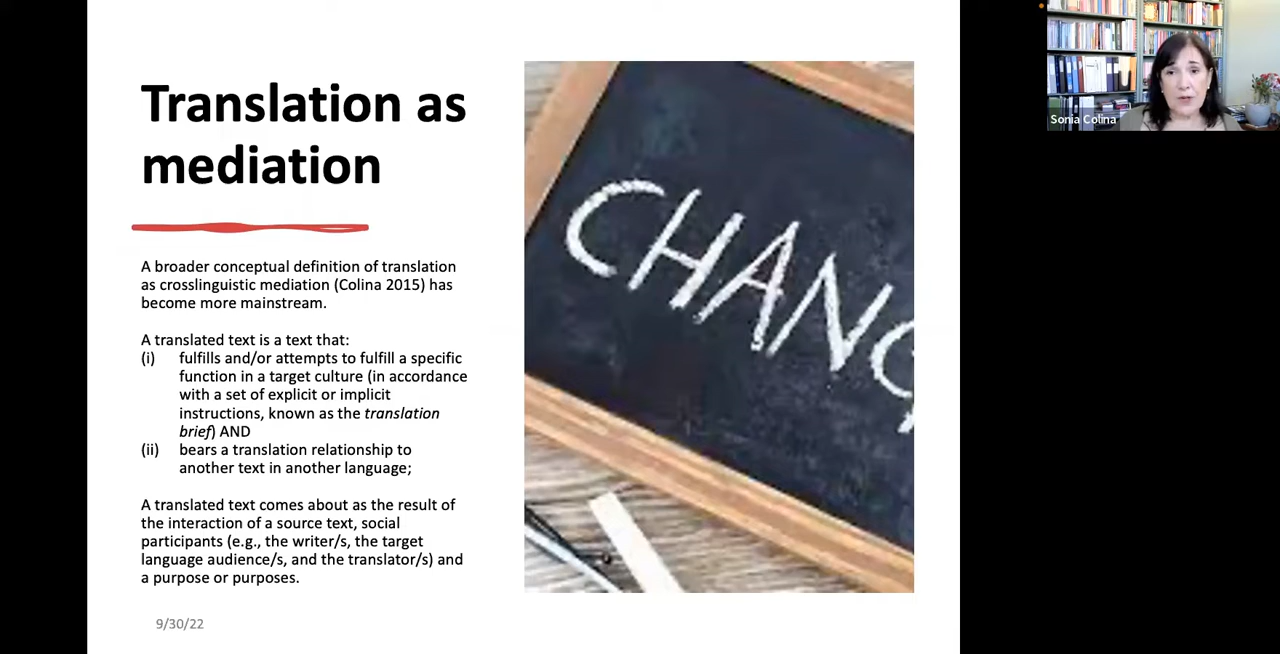 Translation as
mediation
A broader conceptual definition of translation
as crosslinguistic mediation (Colina 2015) has
become more mainstream.
A translated text is a text that:
(i) fulfills and/or attempts to fulfill a specific
function in a target culture (in accordance
with a set of explicit or implicit
instructions, known as the translation
brief) AND
(ii) bears a translation relationship to
another text in another language;
A translated text comes about as the result of
the interaction of a source text, social
participants (e.g., the writer/s, the target
language audience/s, and the translator/s) and
a purpose or purposes.
9/30/22
CHANG
Sonia Colina